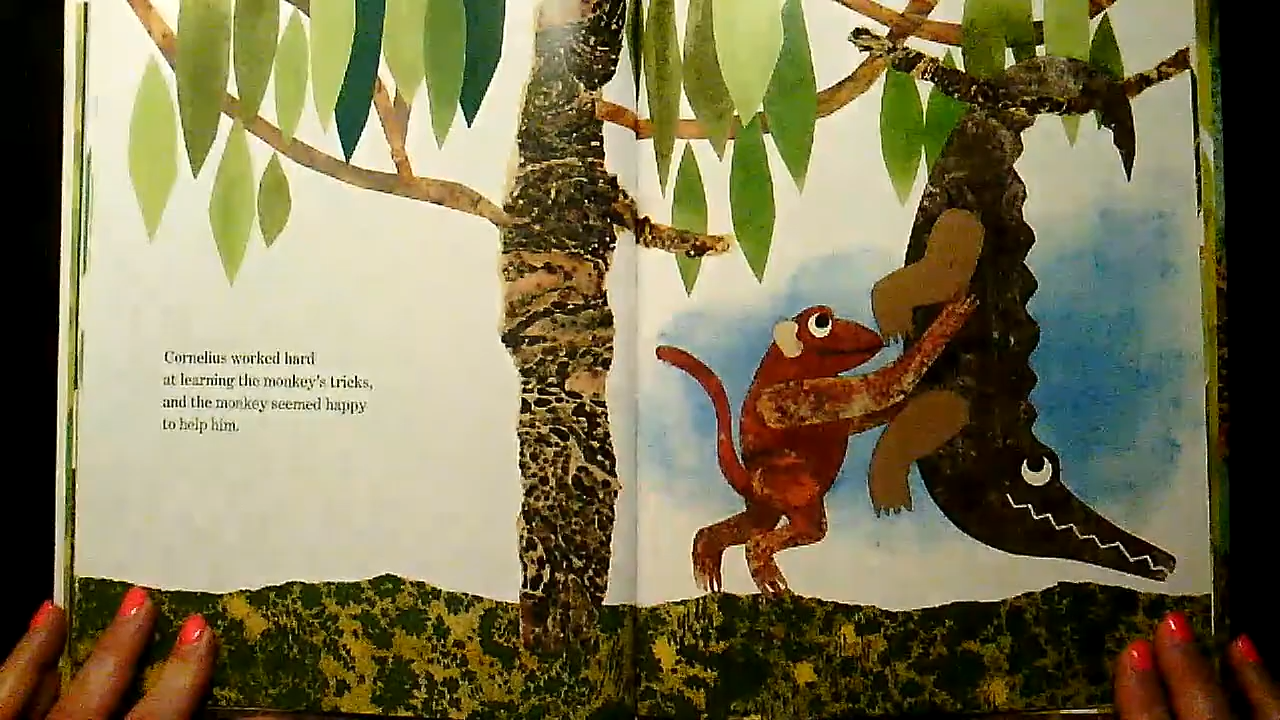 Cornelius worked hard
at learning the monkey's tricks,
and the monkey seemed happy
to help him.